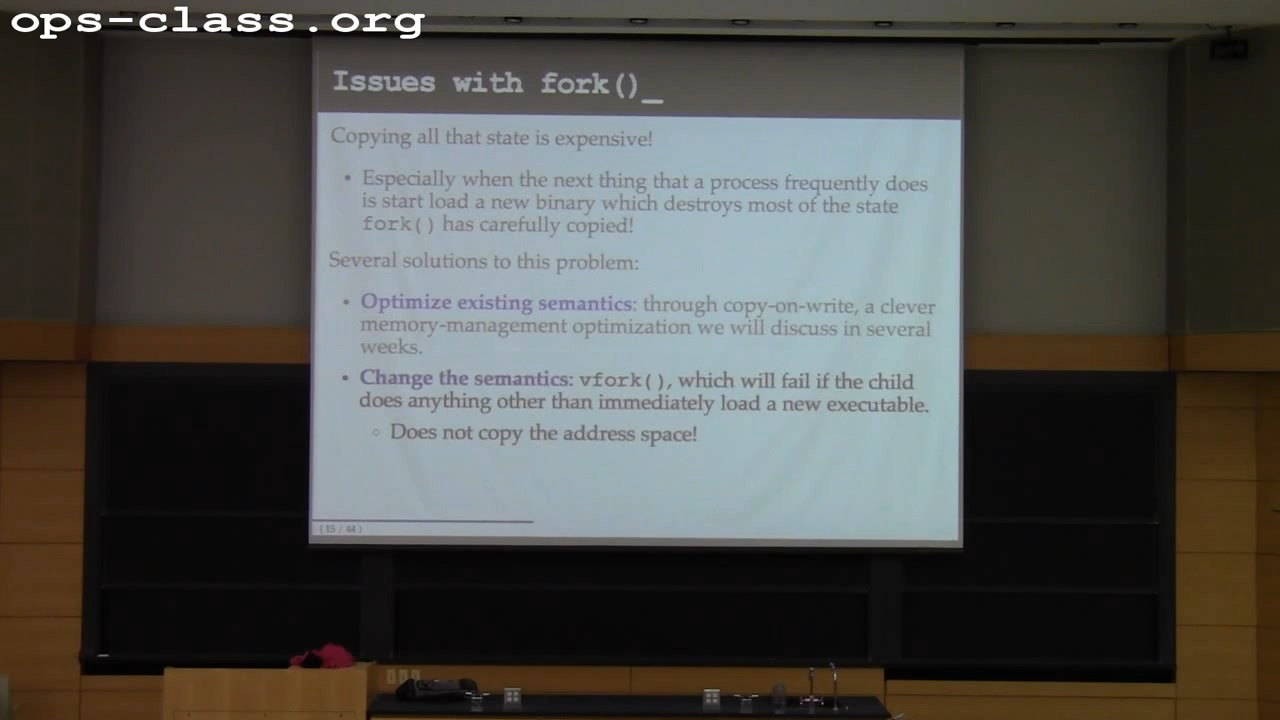 ops-class.org
Issues with fork()_
Copying all that state is expensive!
• Especially when the next thing that a process frequently does
is start load a new binary which destroys most of the state
fork() has carefully copied!
Several solutions to this problem:
• Optimize existing semantics: through copy-on-write, a clever
memory-management optimization we will discuss in several
weeks.
• Change the semantics: vfork(), which will fail if the child
does anything other than immediately load a new executable.
◦ Does not copy the address space!
(15 / 44)